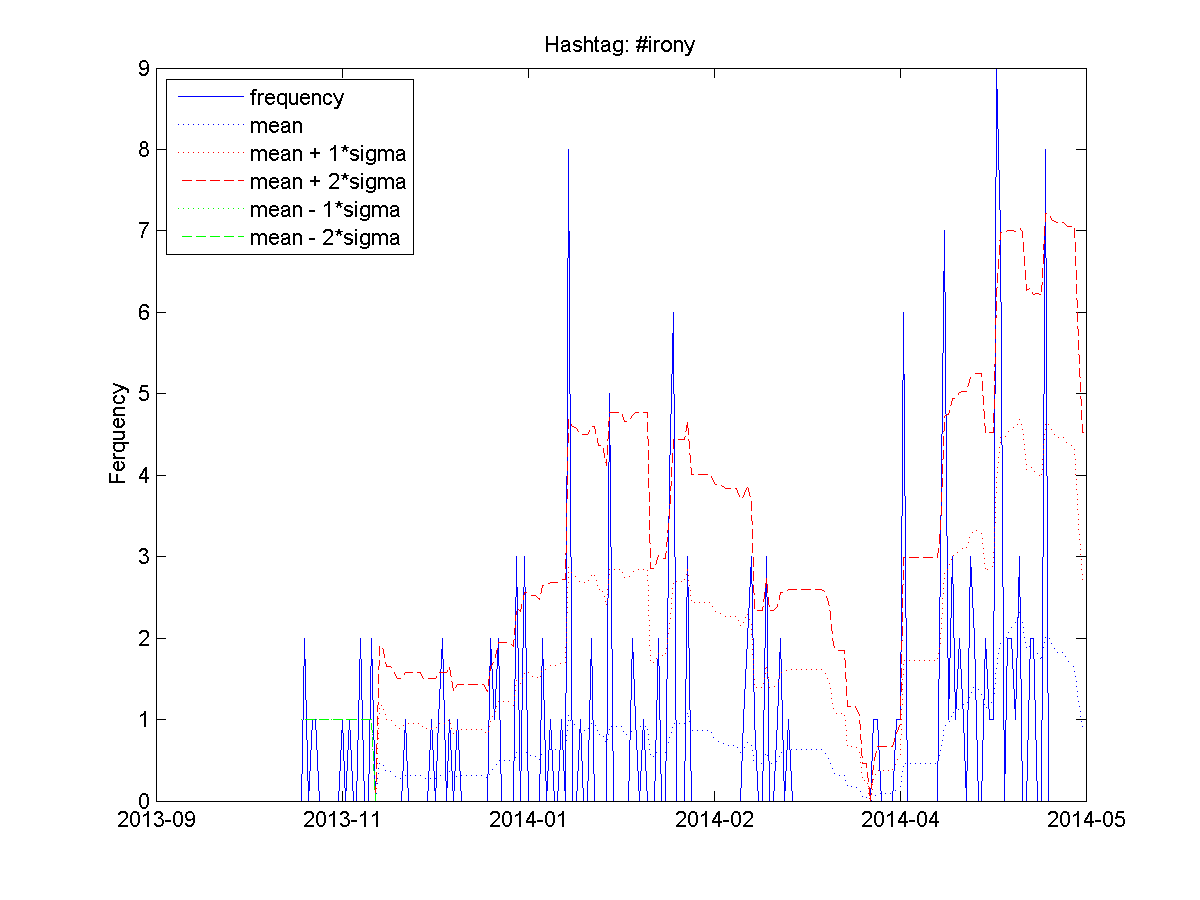 Hashtag: #irony
9
8
7
6
5
4
3
2
1
0
Ferquency
frequency
mean
mean + 1*sigma
mean + 2*sigma
mean - 1*sigma
mean - 2*sigma
2013-09 2013-11 2014-01 2014-02 2014-04 2014-05